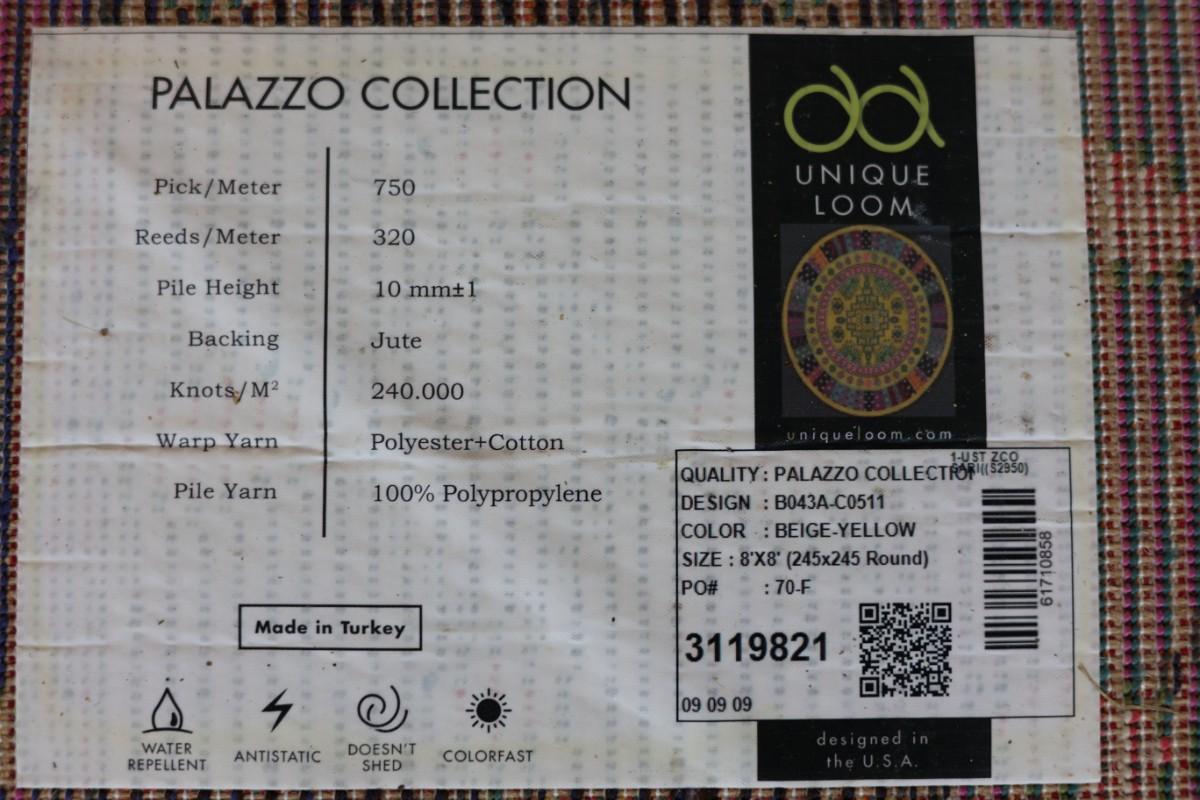 PALAZZO COLLECTION
Pick/Meter 750
Reeds/Meter 320
Pile Height 10 mm±1
Backing Jute
Knots/M² 240.000
Warp Yarn Polyester+Cotton
Pile Yarn 100% Polypropylene
Made in Turkey
WATER
REPELLENT
ANTISTATIC
DOESN'T
SHED
COLORFAST
UNIQUE
LOOM
uniqueloom.com
1-UST ZCO
SARI((S2950)
QUALITY : PALAZZO COLLECTION
DESIGN : B043A-C0511
COLOR : BEIGE-YELLOW
SIZE : 8'X8' (245x245 Round)
PO# : 70-F
3119821
09 09 09
61710858
designed in
the U.S.A.